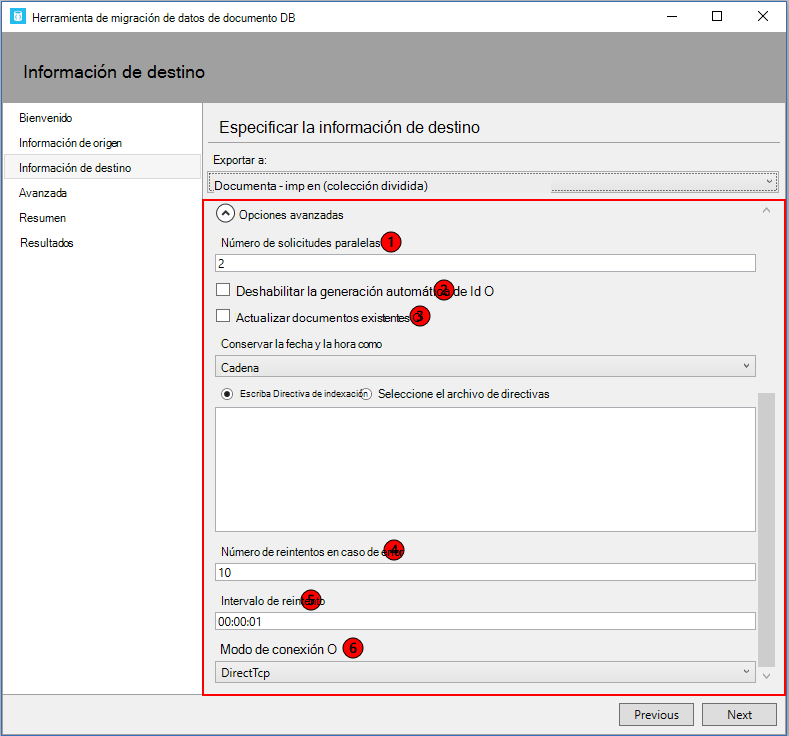 Herramienta de migración de datos de documento DB
Información de destino
Bienvenido
Información de origen
Información de destino
Avanzada
Resumen
Resultados
Especificar la información de destino
Exportar a:
Documenta - imp en (colección dividida)
Opciones avanzadas
Número de solicitudes paralelas 1
2
Deshabilitar la generación automática de Id O 2
Actualizar documentos existentes 3
Conservar la fecha y la hora como
Cadena
Escriba Directiva de indexación Seleccione el archivo de directivas
Número de reintentos en caso de error 4
10
Intervalo de reintento 5
00:00:01
Modo de conexión O 6
DirectTcp
Previous Next